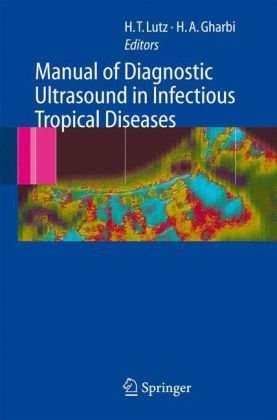 H. T. Lutz · H. A. Gharbi
Editors
Manual of Diagnostic
Ultrasound in Infectious
Tropical Diseases
Springer